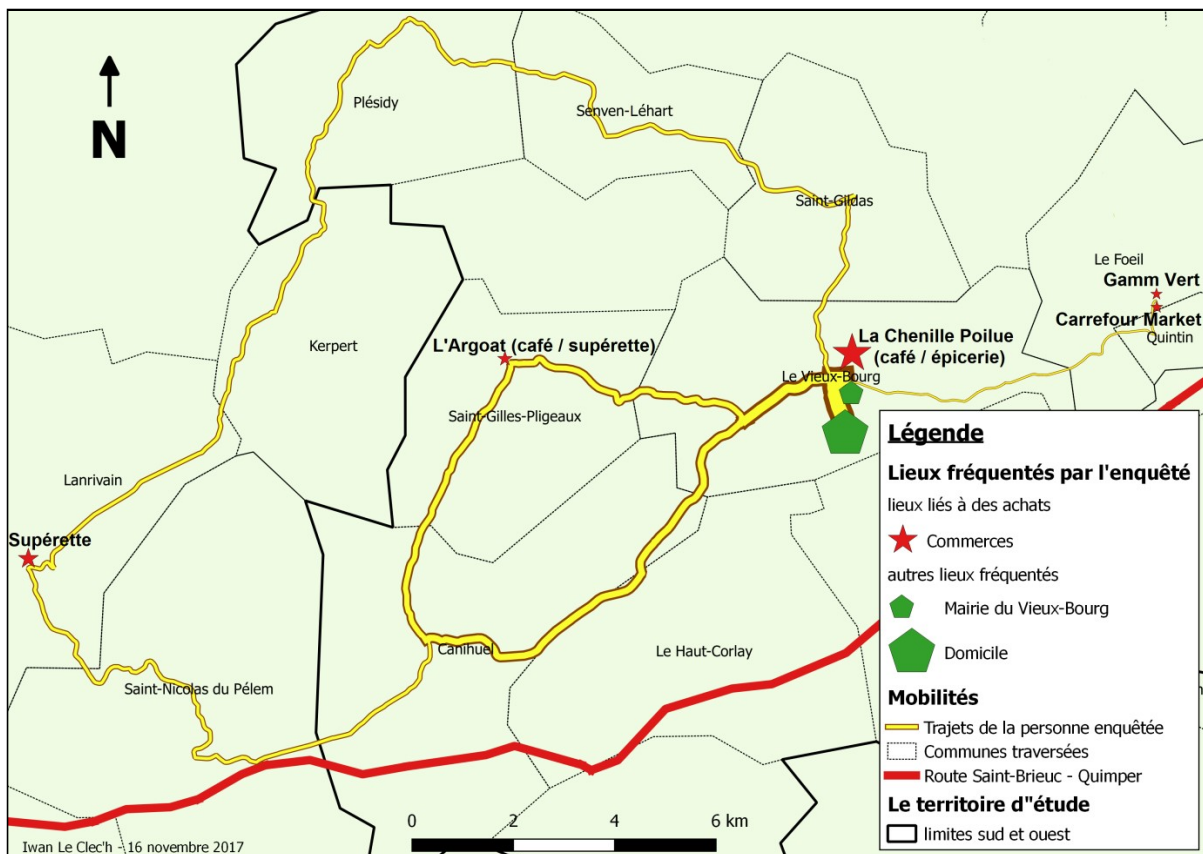 N
Plésidy
Senven-Léhart
Saint-Gildas
Le Foeil
Gamm Vert
Carrefour Market
Quintin
La Chenille Poilue
(café / épicerie)
Le Vieux-Bourg
Kerpert
L'Argoat (café / supérette)
Saint-Gilles-Pligeaux
Lanrivain
Supérette
Canihuel
Le Haut-Corlay
Saint-Nicolas du Pélem
Légende
Lieux fréquentés par l'enquêté
lieux liés à des achats
Commerces
autres lieux fréquentés
Mairie du Vieux-Bourg
Domicile
Mobilités
Trajets de la personne enquêtée
Communes traversées
Route Saint-Brieuc - Quimper
Le territoire d"étude
limites sud et ouest
0 2 4 6 km
Iwan Le Clec'h - 16 novembre 2017